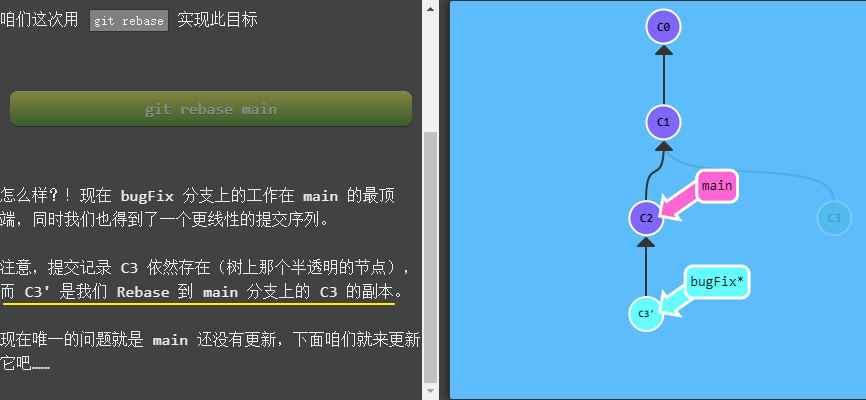 咱们这次用 git rebase 实现此目标
git rebase main
怎么样？！现在 bugFix 分支上的工作在 main 的最顶
端，同时我们也得到了一个更线性的提交序列。
注意，提交记录 C3 依然存在（树上那个半透明的节点），
而 C3' 是我们 Rebase 到 main 分支上的 C3 的副本。
现在唯一的问题就是 main 还没有更新，下面咱们就来更新
它吧……
C0
C1
main
C2
C3
bugFix*
C3'